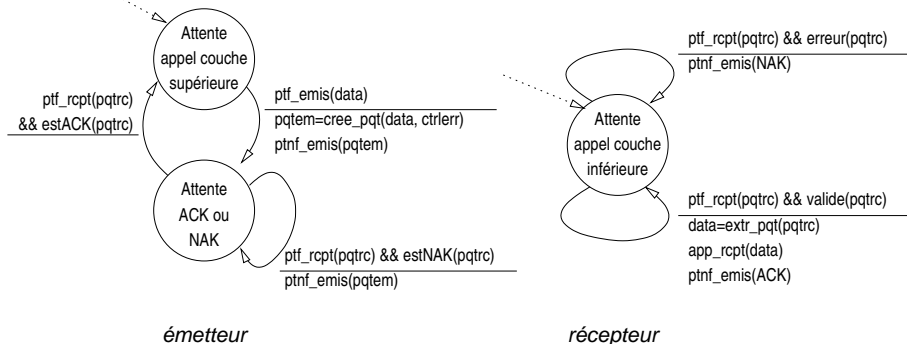 Attente
appel couche
supérieure
ptf_rcpt(pqtrc)
&& estACK(pqtrc)
ptf_emis(data)
pqtem=cree_pqt(data, ctrlerr)
ptnf_emis(pqtem)
Attente
ACK ou
NAK
ptf_rcpt(pqtrc) && estNAK(pqtrc)
ptnf_emis(pqtem)
émetteur
ptf_rcpt(pqtrc) && erreur(pqtrc)
ptnf_emis(NAK)
Attente
appel couche
inférieure
ptf_rcpt(pqtrc) && valide(pqtrc)
data=extr_pqt(pqtrc)
app_rcpt(data)
ptnf_emis(ACK)
récepteur